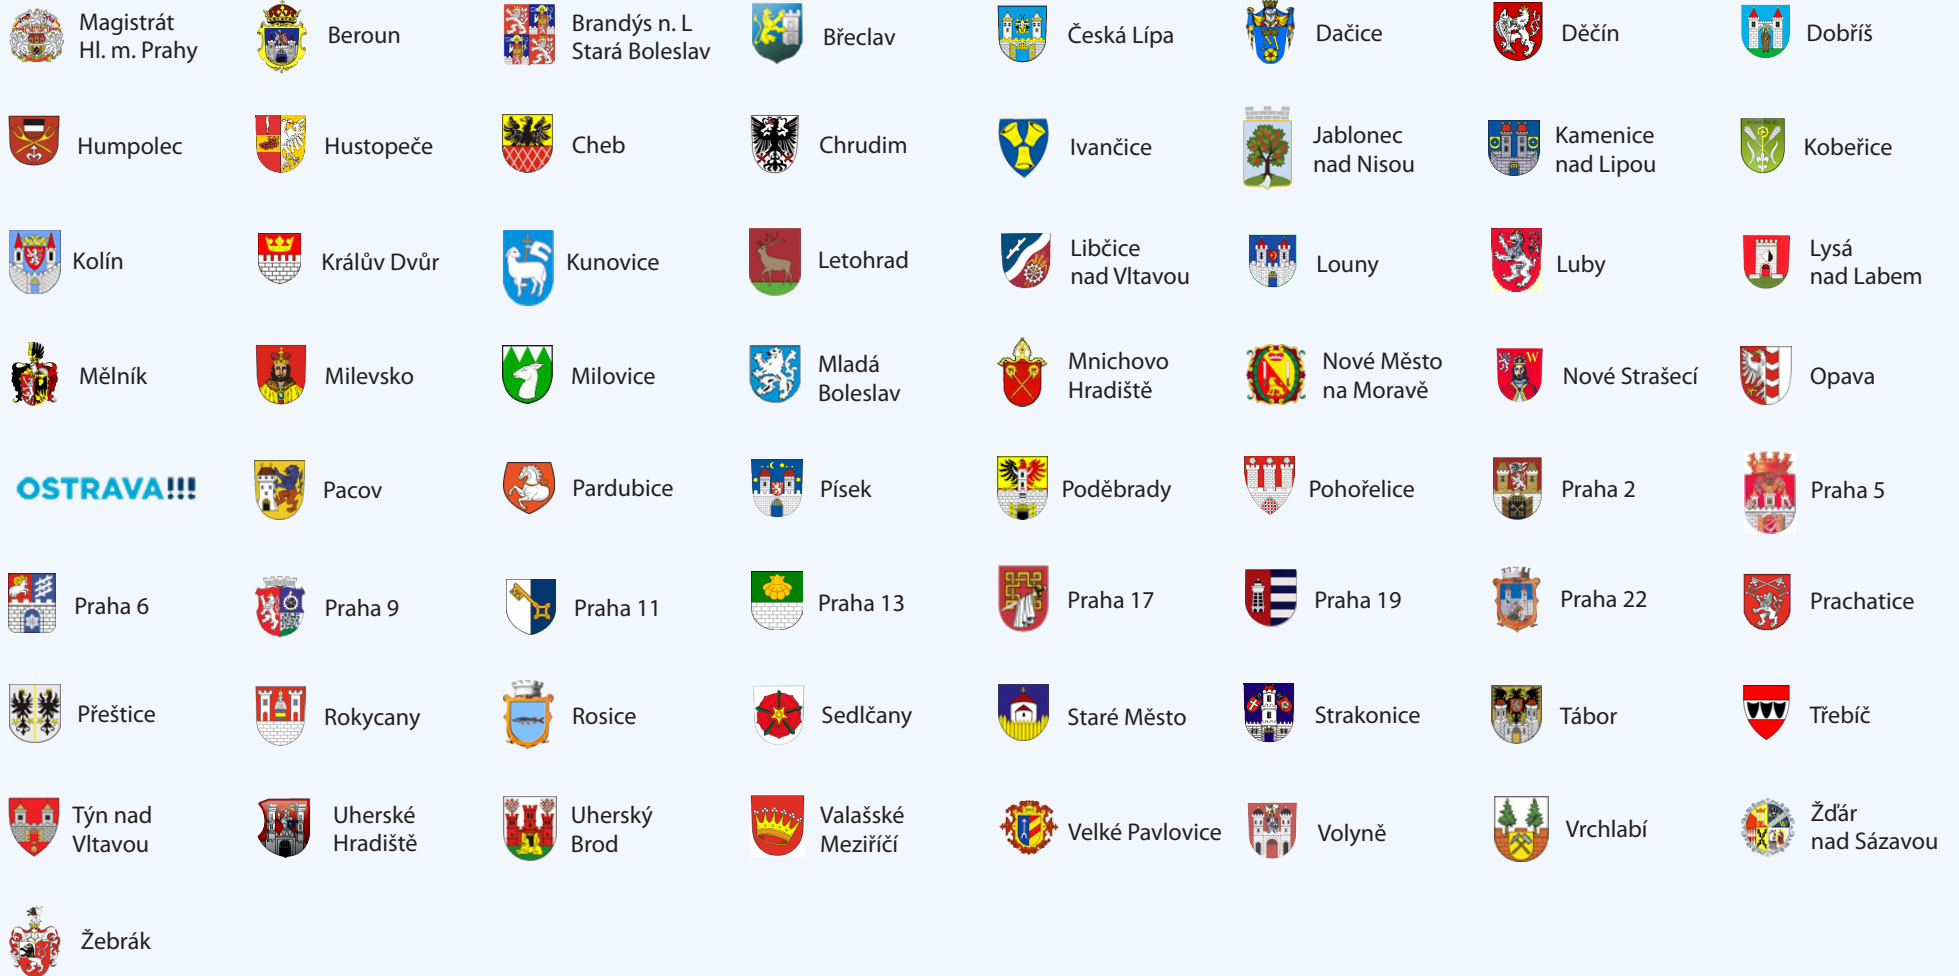 Magistrát
Hl. m. Prahy
Beroun
Brandýs n. L
Stará Boleslav
Břeclav
Česká Lípa
Dačice
Děčín
Dobříš
Humpolec
Hustopeče
Cheb
Chrudim
Ivančice
Jablonec
nad Nisou
Kamenice
nad Lipou
Kobeřice
Kolín
Králův Dvůr
Kunovice
Letohrad
Libčice
nad Vltavou
Louny
Luby
Lysá
nad Labem
Mělník
Milevsko
Milovice
Mladá
Boleslav
Mnichovo
Hradiště
Nové Město
na Moravě
W
Nové Strašecí
Opava
OSTRAVA!!!
Pacov
Pardubice
Písek
Poděbrady
Pohořelice
Praha 2
Praha 5
Praha 6
Praha 9
Praha 11
Praha 13
Praha 17
Praha 19
Praha 22
Prachatice
Přeštice
Rokycany
Rosice
Sedlčany
Staré Město
Strakonice
Tábor
Třebíč
Týn nad
Vltavou
Uherské
Hradiště
Uherský
Brod
Valašské
Meziříčí
Velké Pavlovice
Volyně
Vrchlabí
Žďár
nad Sázavou
Žebrák